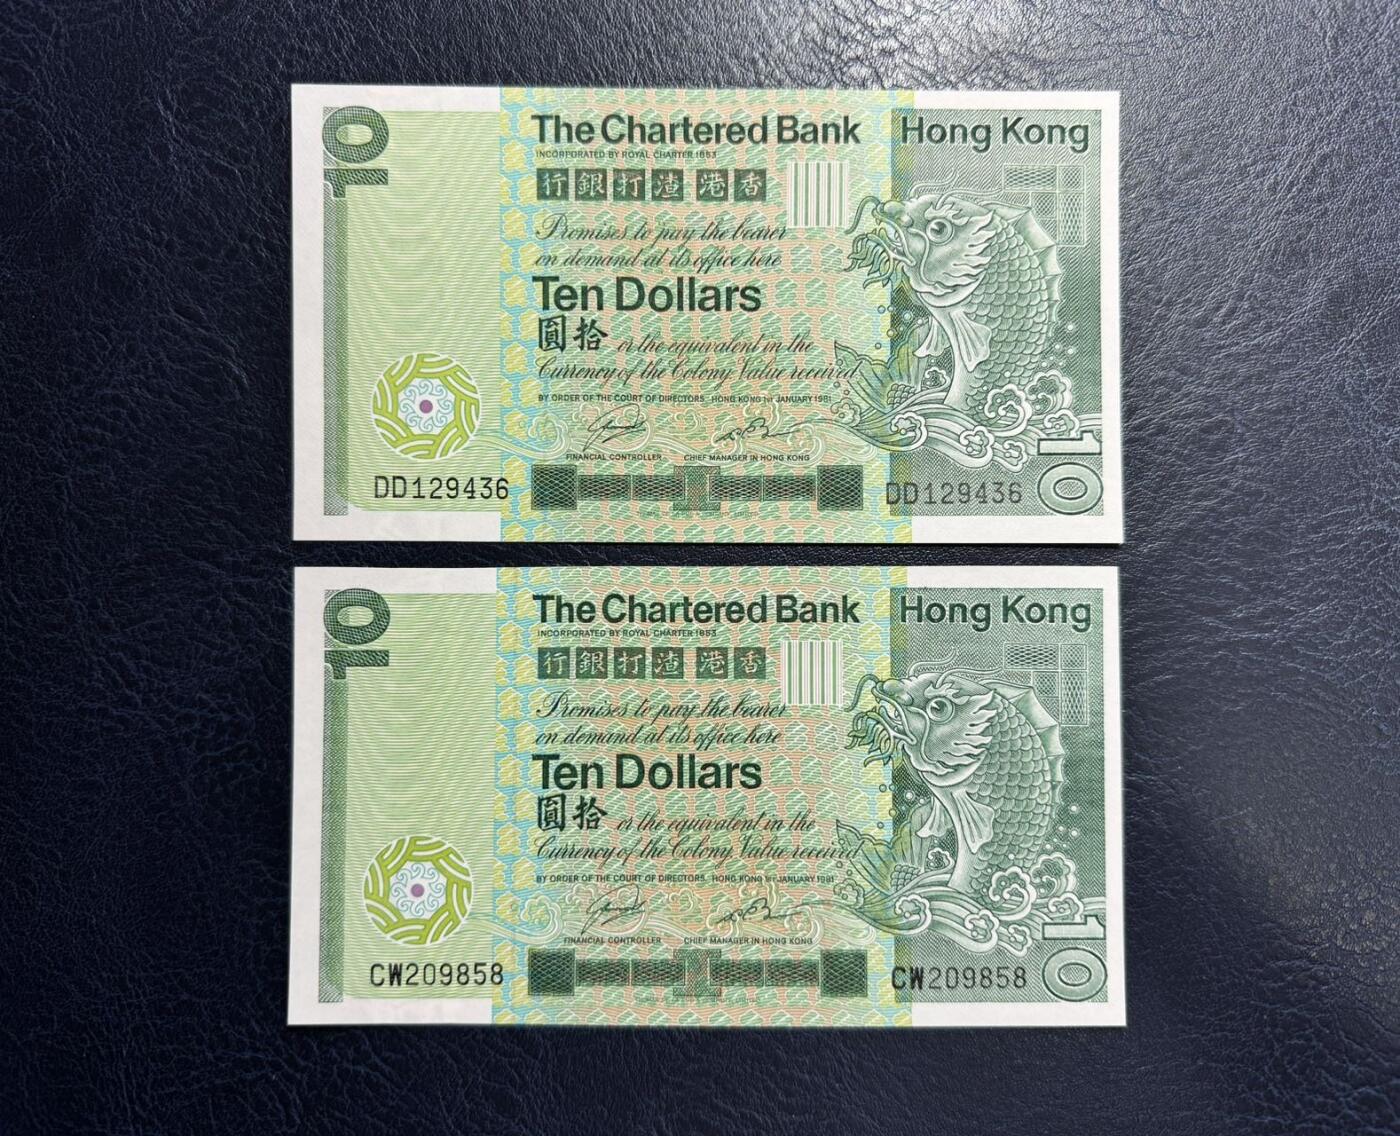 10
The Chartered Bank
Hong Kong
INCORPORATED BY ROYAL CHARTER 1853
行銀打渣 港香
Promises to pay the bearer
on demand at its office here
Ten Dollars
圓拾 or the equivalent in the
Currency of the Colony Value received
BY ORDER OF THE COURT OF DIRECTORS, HONG KONG 1ST JANUARY 1981
FINANCIAL CONTROLLER
CHIEF MANAGER IN HONG KONG
DD129436
DD129436
10
10
The Chartered Bank
Hong Kong
INCORPORATED BY ROYAL CHARTER 1853
行銀打渣 港香
Promises to pay the bearer
on demand at its office here
Ten Dollars
圓拾 or the equivalent in the
Currency of the Colony Value received
BY ORDER OF THE COURT OF DIRECTORS, HONG KONG 1ST JANUARY 1981
FINANCIAL CONTROLLER
CHIEF MANAGER IN HONG KONG
CW209858
CW209858
10